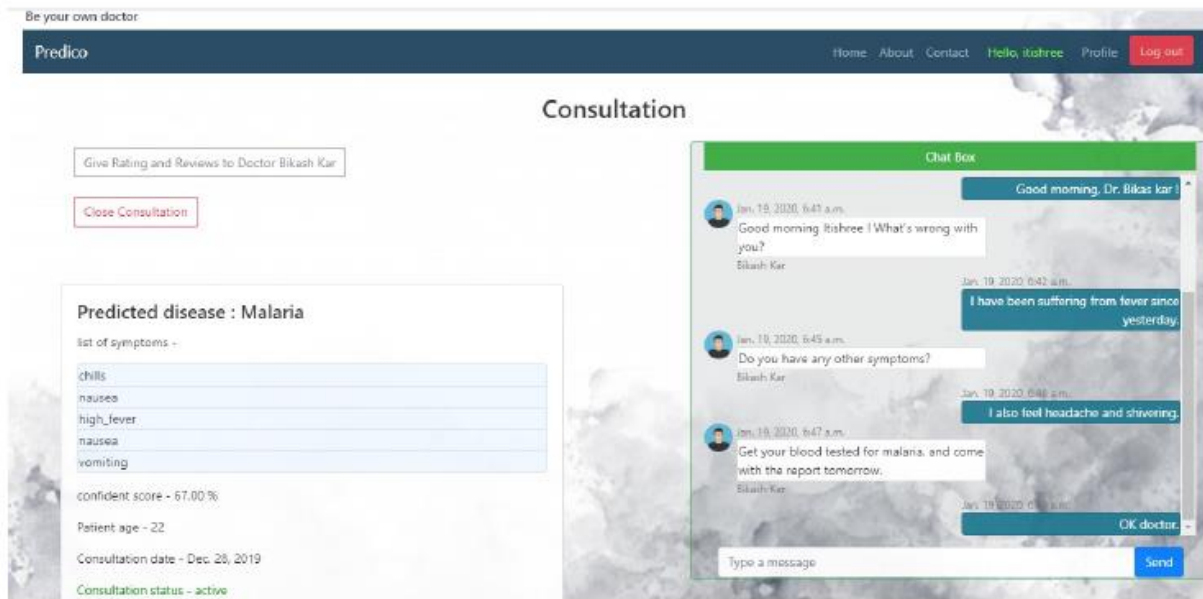 Be your own doctor
Predico
Home About Contact Hello, itishree Profile Log out
Consultation
Give Rating and Reviews to Doctor Bikash Kar
Close Consultation
Predicted disease : Malaria
list of symptoms -
chills
nausea
high_fever
nausea
vomiting
confident score - 67.00 %
Patient age - 22
Consultation date - Dec. 28, 2019
Consultation status - active
Chat Box
Good morning, Dr. Bikas kar !
Jan. 19, 2020, 6:41 a.m.
Good morning Itishree ! What's wrong with
you?
Bikash Kar
Jan. 19, 2020, 6:42 a.m.
I have been suffering from fever since
yesterday.
Jan. 19, 2020, 6:45 a.m.
Do you have any other symptoms?
Bikash Kar
Jan. 19, 2020, a.m.
I also feel headache and shivering.
Jan. 19, 2020, 6:47 a.m.
Get your blood tested for malaria, and come
with the report tomorrow.
Bikash Kar
Jan. 19, 2020, a.m.
OK doctor.
Type a message
Send